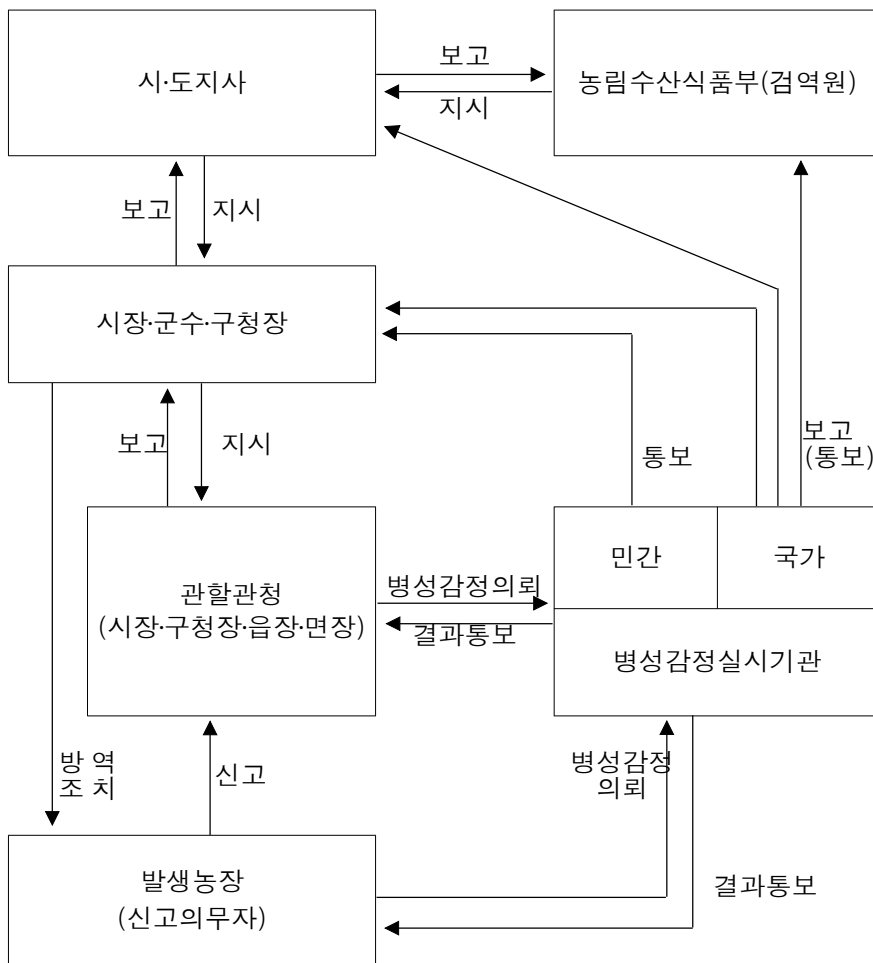 보고
시·도지사
농림수산식품부(검역원)
지시
보고
지시
시장·군수·구청장
보고
지시
통보
보고
(통보)
민간
국가
관할관청
(시장·구청장·읍장·면장)
병성감정의뢰
결과통보
병성감정실시기관
방 역
조 치
신고
병성감정
의뢰
발생농장
(신고의무자)
결과통보